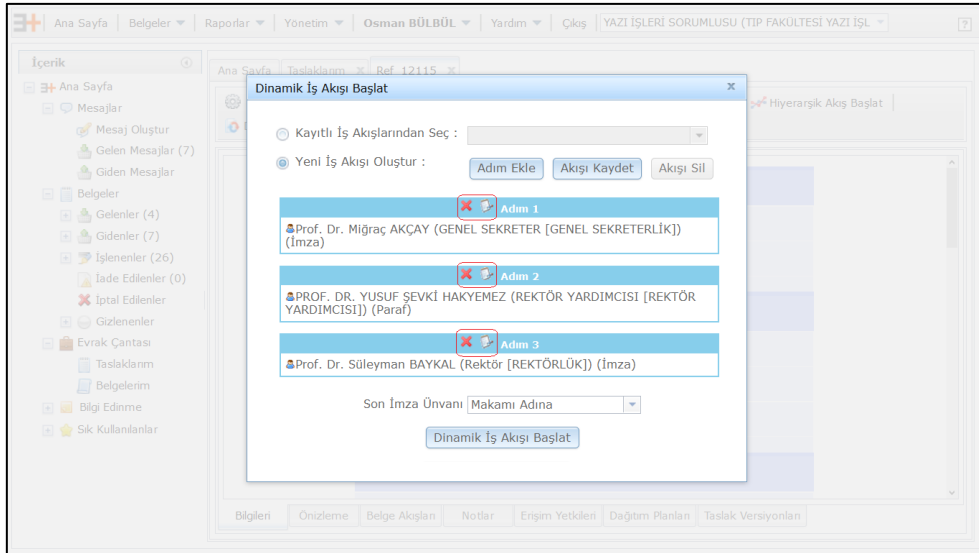 Ana Sayfa
Belgeler
Raporlar
Yönetim
Osman BÜLBÜL
Yardım
Çıkış
YAZI İŞLERİ SORUMLUSU (TIP FAKÜLTESİ YAZI İŞL
İçerik
Ana Sayfa
Mesajlar
Mesaj Oluştur
Gelen Mesajlar (7)
Giden Mesajlar
Belgeler
Gelenler (4)
Gidenler (7)
İşlenenler (26)
İade Edilenler (0)
İptal Edilenler
Gizlenenler
Evrak Çantası
Taslaklarım
Belgelerim
Bilgi Edinme
Sık Kullanılanlar
Ana Sayfa
Taslaklarım
Ref 12115
Hiyerarşik Akış Başlat
Dinamik İş Akışı Başlat
Kayıtlı İş Akışlarından Seç :
Yeni İş Akışı Oluştur :
Adım Ekle
Akışı Kaydet
Akışı Sil
Adım 1
Prof. Dr. Miğraç AKÇAY (GENEL SEKRETER [GENEL SEKRETERLİK])
(İmza)
Adım 2
PROF. DR. YUSUF ŞEVKİ HAKYEMEZ (REKTÖR YARDIMCISI [REKTÖR
YARDIMCISI]) (Paraf)
Adım 3
Prof. Dr. Süleyman BAYKAL (Rektör [REKTÖRLÜK]) (İmza)
Son İmza Ünvanı
Makamı Adına
Dinamik İş Akışı Başlat
Bilgileri
Önizleme
Belge Akışları
Notlar
Erişim Yetkileri
Dağıtım Planları
Taslak Versiyonları